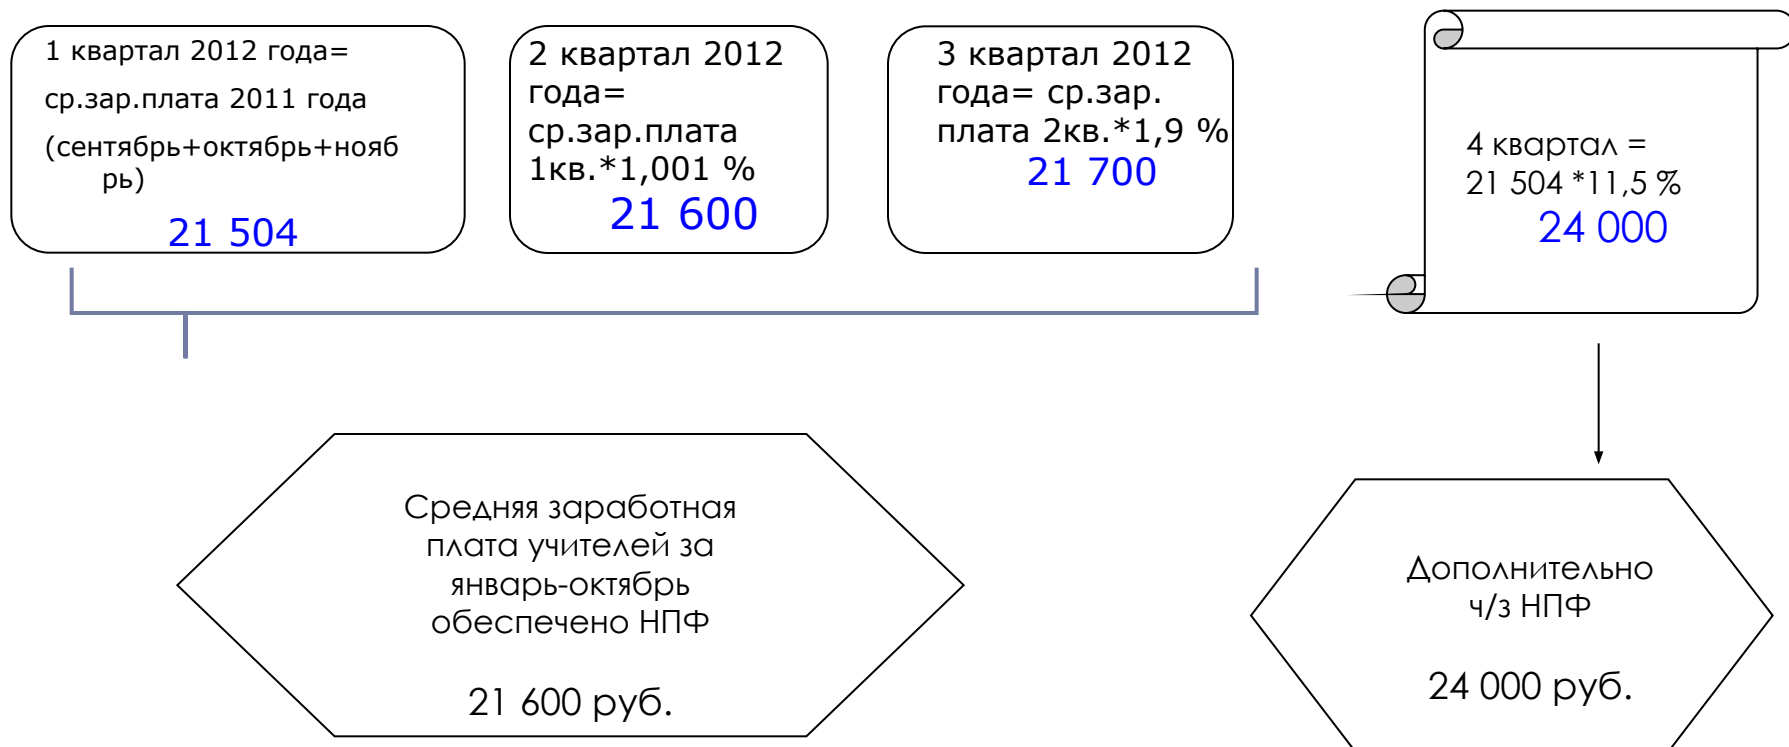 1 квартал 2012 года=
ср.зар.плата 2011 года
(сентябрь+октябрь+нояб
рь)
21 504
2 квартал 2012
года=
ср.зар.плата
1кв.*1,001 %
21 600
3 квартал 2012
года= ср.зар.
плата 2кв.*1,9 %
21 700
4 квартал =
21 504 *11,5 %
24 000
Средняя заработная
плата учителей за
январь-октябрь
обеспечено НПФ
21 600 руб.
Дополнительно
ч/з НПФ
24 000 руб.